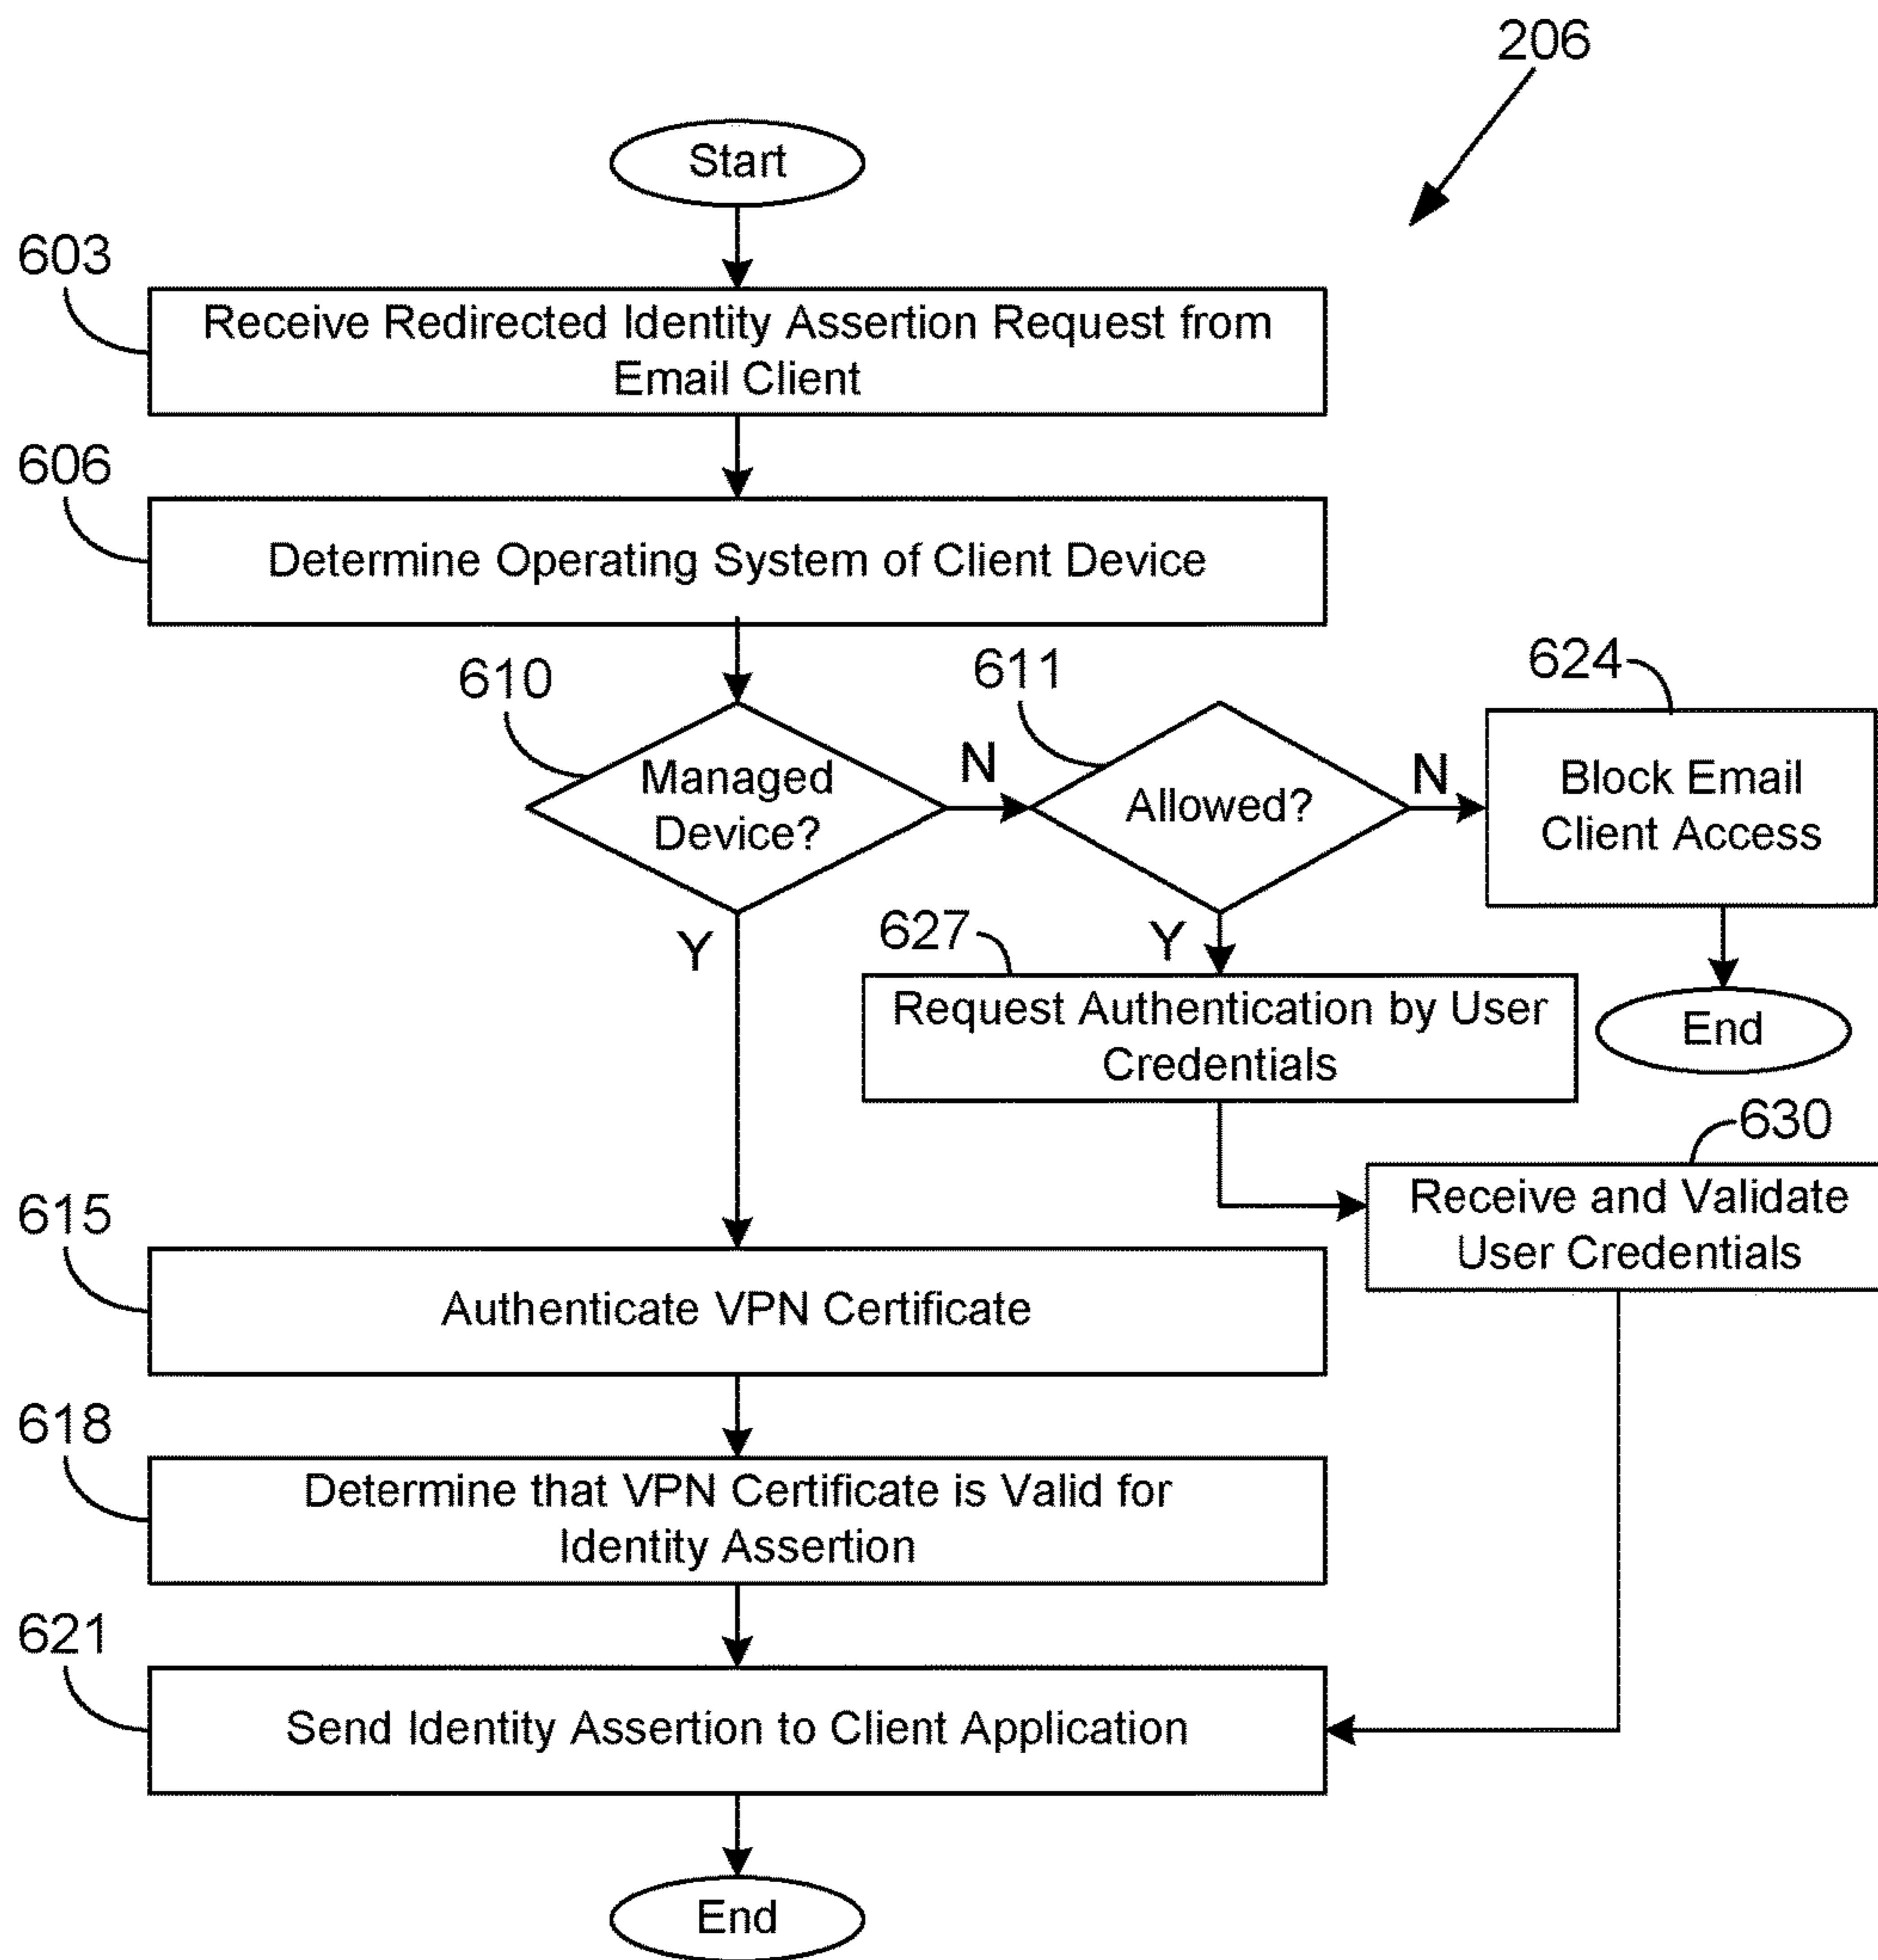 206
Start
603
Receive Redirected Identity Assertion Request from
Email Client
606
Determine Operating System of Client Device
610
Managed
Device?
N
611
Allowed?
N
624
Block Email
Client Access
End
Y
627
Request Authentication by User
Credentials
630
Receive and Validate
User Credentials
Y
615
Authenticate VPN Certificate
618
Determine that VPN Certificate is Valid for
Identity Assertion
621
Send Identity Assertion to Client Application
End